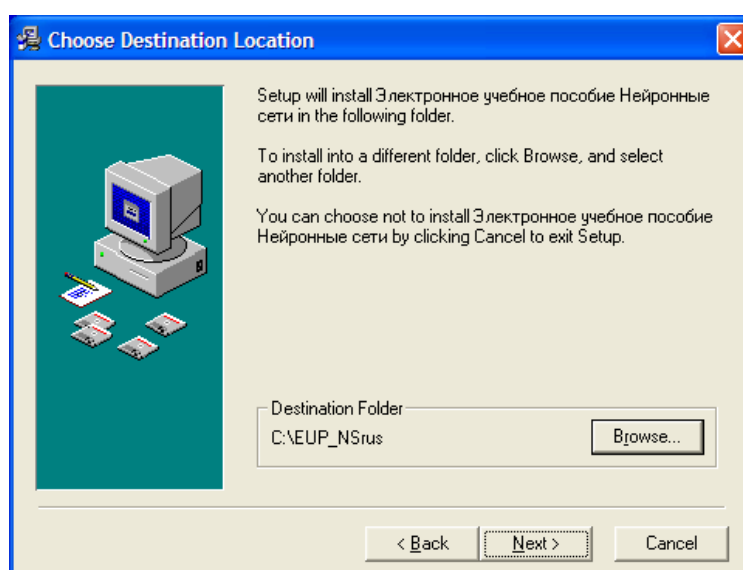 Choose Destination Location
Setup will install Электронное учебное пособие Нейронные
сети in the following folder.
To install into a different folder, click Browse, and select
another folder.
You can choose not to install Электронное учебное пособие
Нейронные сети by clicking Cancel to exit Setup.
Destination Folder
C:\EUP_NSrus
Browse...
< Back
Next >
Cancel